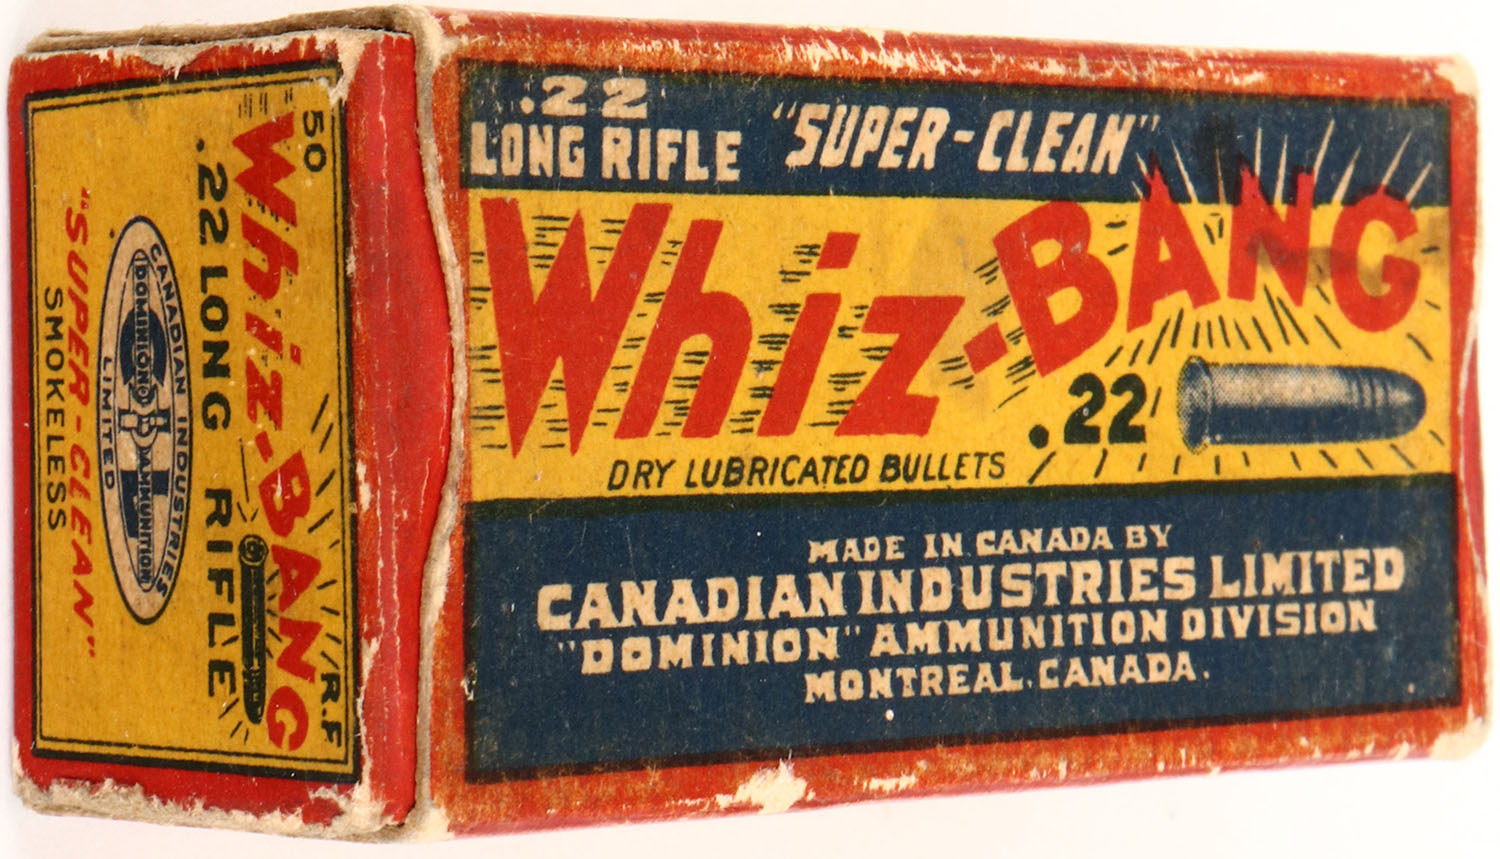 .22
LONG RIFLE
"SUPER-CLEAN"
Whiz-BANG
.22
DRY LUBRICATED BULLETS
MADE IN CANADA BY
CANADIAN INDUSTRIES LIMITED
"DOMINION" AMMUNITION DIVISION
MONTREAL, CANADA.
50
R.F
Whiz-BANG
.22 LONG RIFLE
CANADIAN INDUSTRIES
DOMINION AMMUNITION
LIMITED
"SUPER-CLEAN"
SMOKELESS